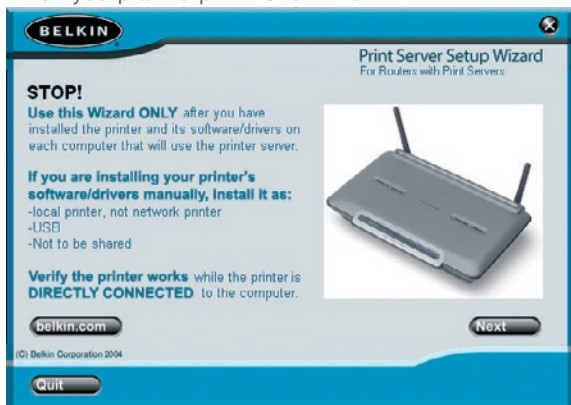 BELKIN
Print Server Setup Wizard
For Routers with Print Servers
STOP!
Use this Wizard ONLY after you have
installed the printer and its software/drivers on
each computer that will use the printer server.
If you are installing your printer's
software/drivers manually, install it as:
-local printer, not network printer
-USB
-Not to be shared
Verify the printer works while the printer is
DIRECTLY CONNECTED to the computer.
belkin.com
Next
(C) Belkin Corporation 2004
Quit